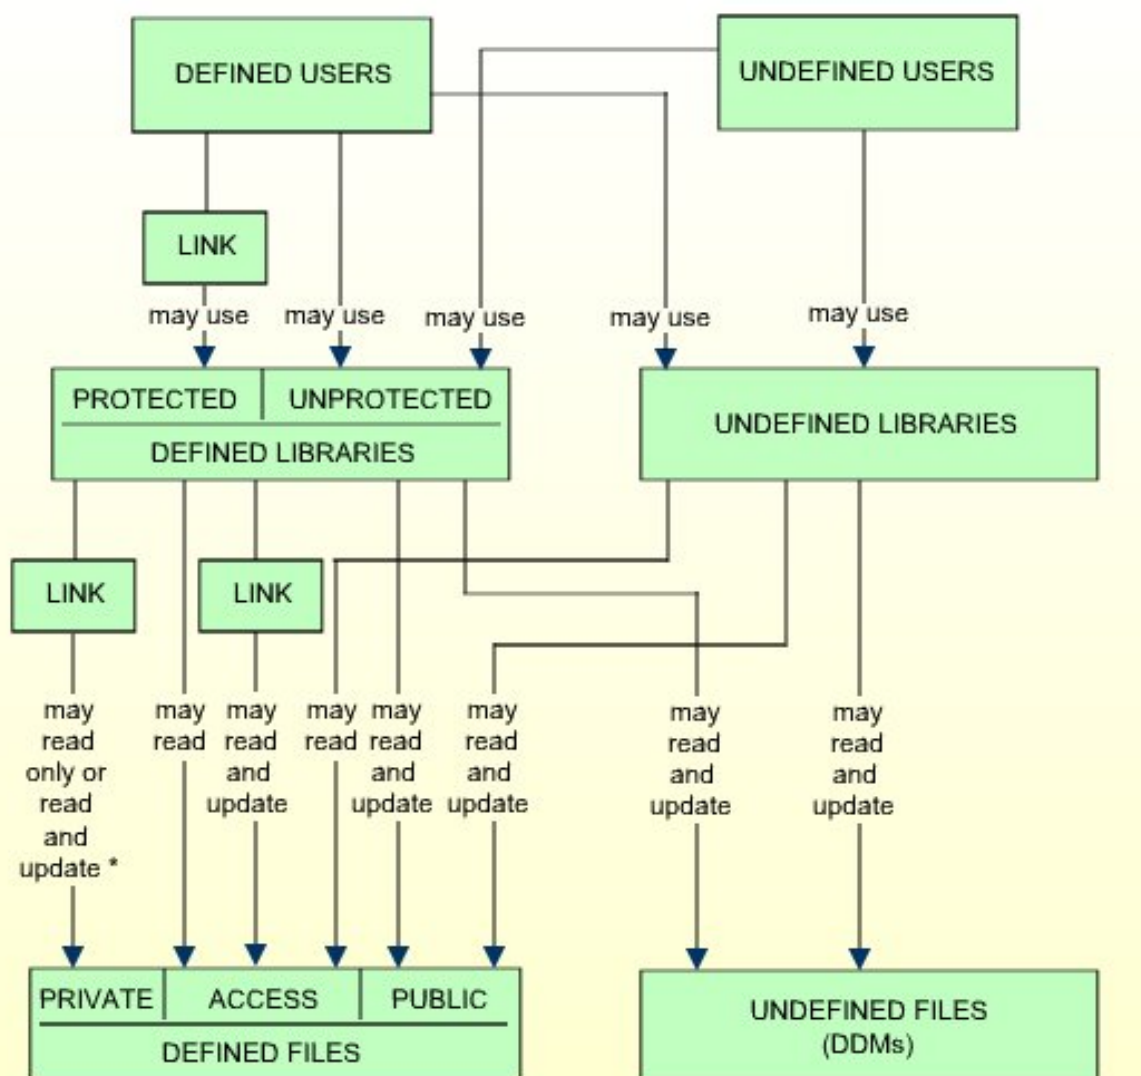 DEFINED USERS
UNDEFINED USERS
LINK
may use
may use
may use
may use
may use
PROTECTED
UNPROTECTED
DEFINED LIBRARIES
UNDEFINED LIBRARIES
LINK
LINK
may
read
only or
read
and
update *
may
read
may
read
and
update
may
read
may
read
and
update
may
read
and
update
may
read
and
update
may
read
and
update
PRIVATE
ACCESS
PUBLIC
DEFINED FILES
UNDEFINED FILES
(DDMs)